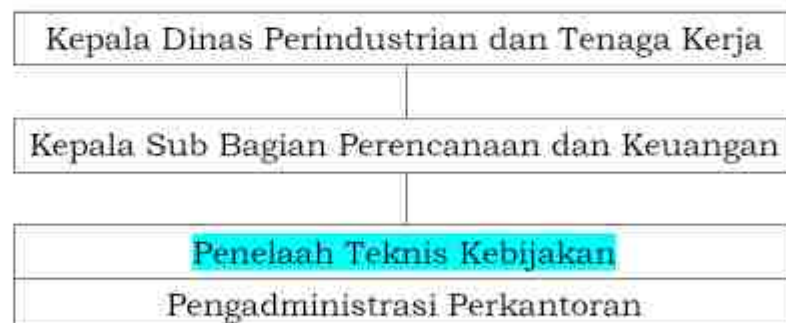 Kepala Dinas Perindustrian dan Tenaga Kerja
Kepala Sub Bagian Perencanaan dan Keuangan
Penelaah Teknis Kebijakan
Pengadministrasi Perkantoran